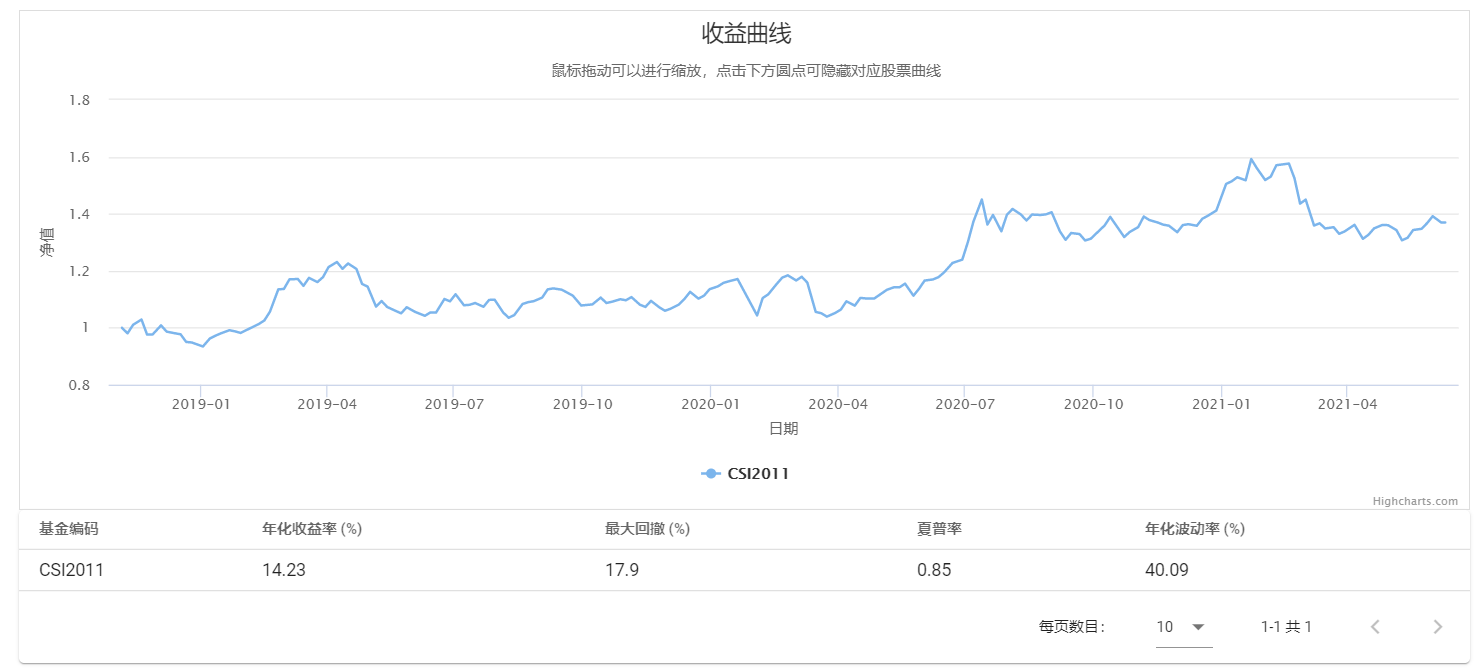 收益曲线
鼠标拖动可以进行缩放，点击下方圆点可隐藏对应股票曲线
1.8
1.6
1.4
1.2
1
0.8
净值
2019-01 2019-04 2019-07 2019-10 2020-01 2020-04 2020-07 2020-10 2021-01 2021-04
日期
CSI2011
Highcharts.com
基金编码 年化收益率 (%) 最大回撤 (%) 夏普率 年化波动率 (%)
CSI2011 14.23 17.9 0.85 40.09
每页数目： 10 1-1 共 1